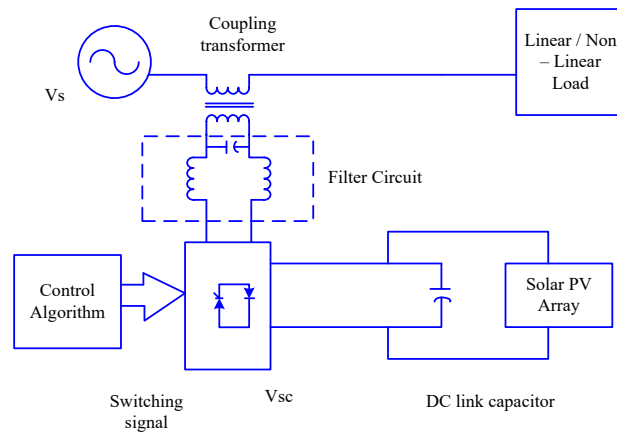 Coupling
transformer
Linear / Non
– Linear
Load
Vs
Filter Circuit
Control
Algorithm
Solar PV
Array
Switching
signal
Vsc
DC link capacitor